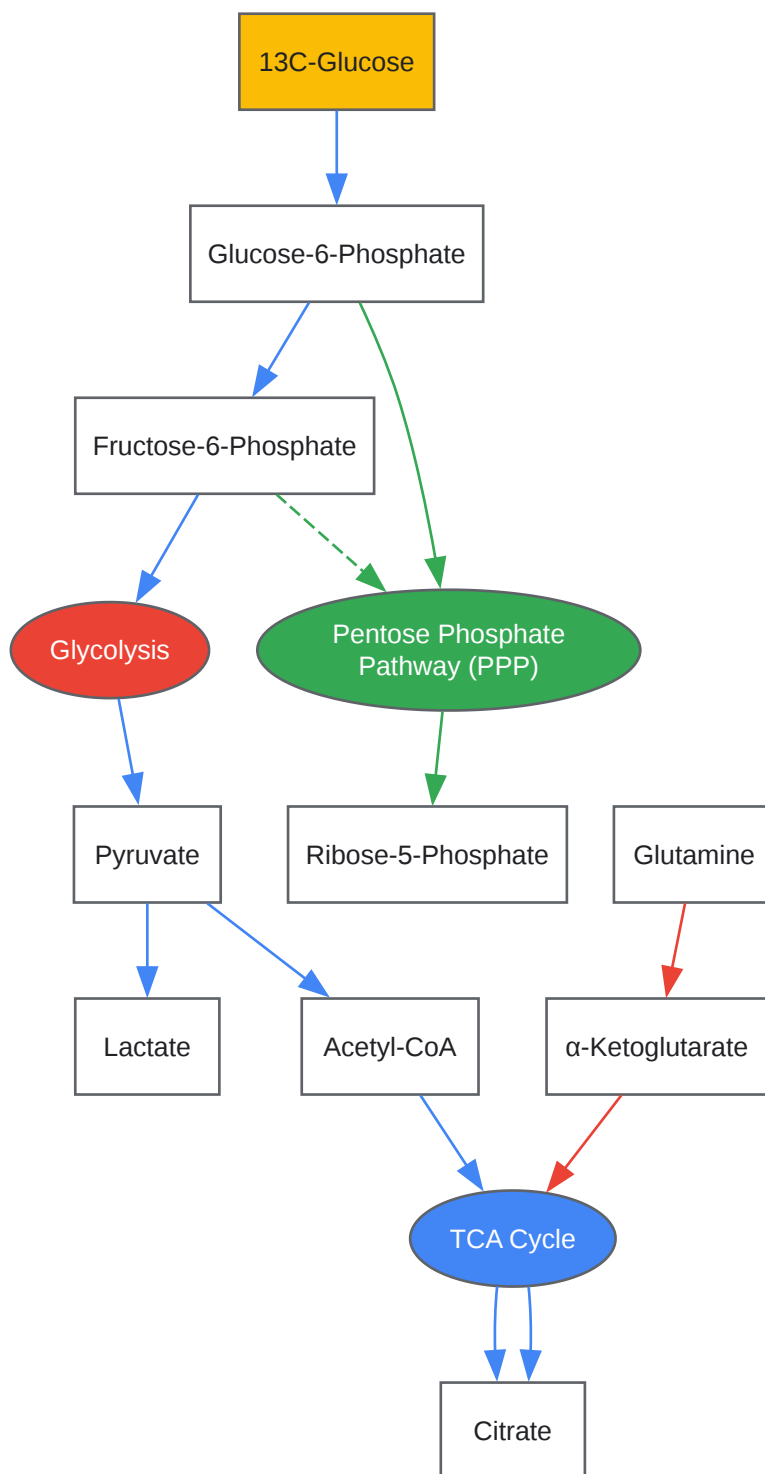 13C-Glucose
Glucose-6-Phosphate
Fructose-6-Phosphate
Glycolysis
Pentose Phosphate
Pathway (PPP)
Pyruvate
Ribose-5-Phosphate
Glutamine
Lactate
Acetyl-CoA
α-Ketoglutarate
TCA Cycle
Citrate